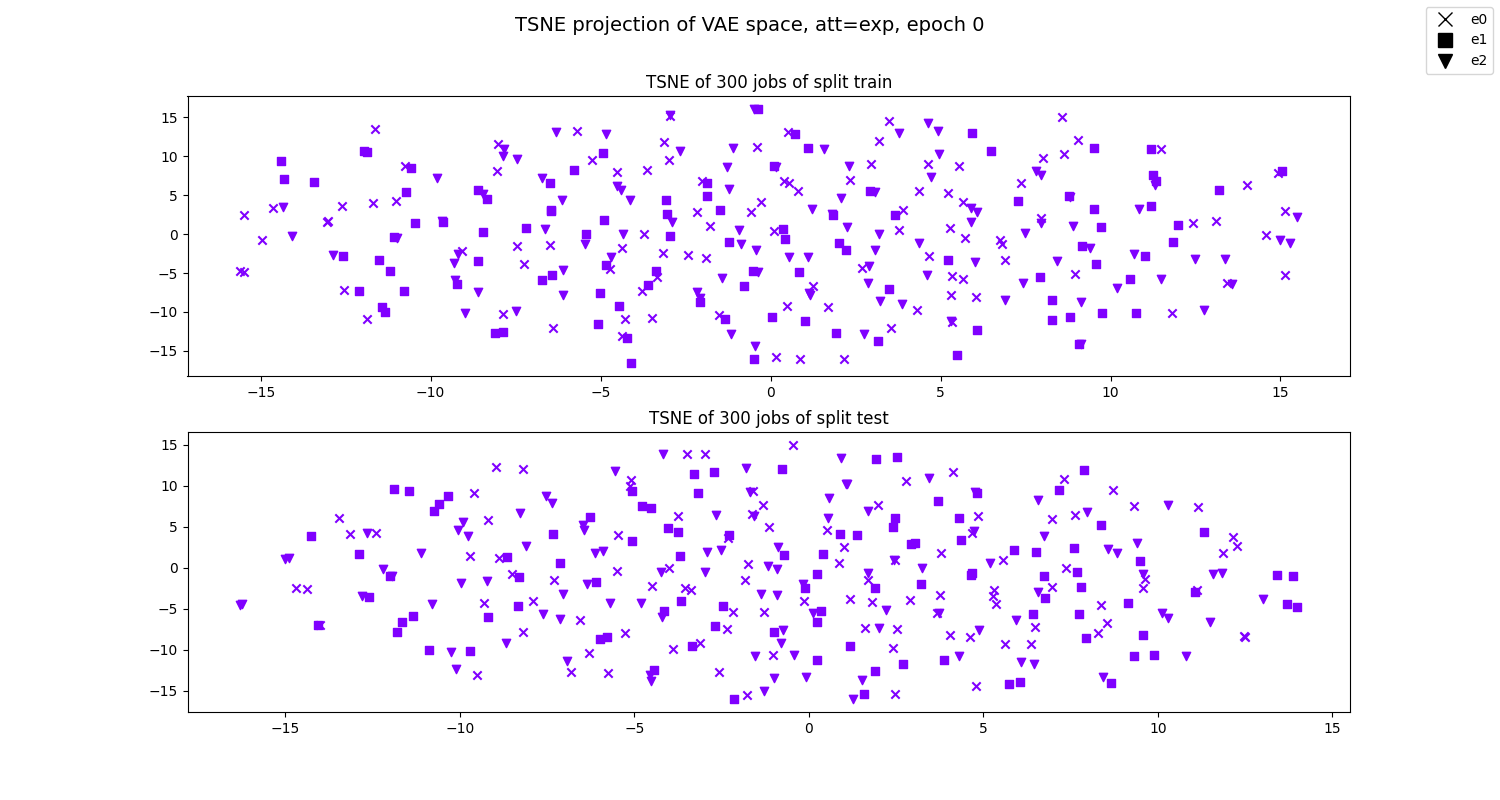 TSNE projection of VAE space, att=exp, epoch 0
e0
e1
e2
TSNE of 300 jobs of split train
15
10
5
0
−5
−10
−15
−15 −10 −5 0 5 10 15
TSNE of 300 jobs of split test
15
10
5
0
−5
−10
−15
−15 −10 −5 0 5 10 15